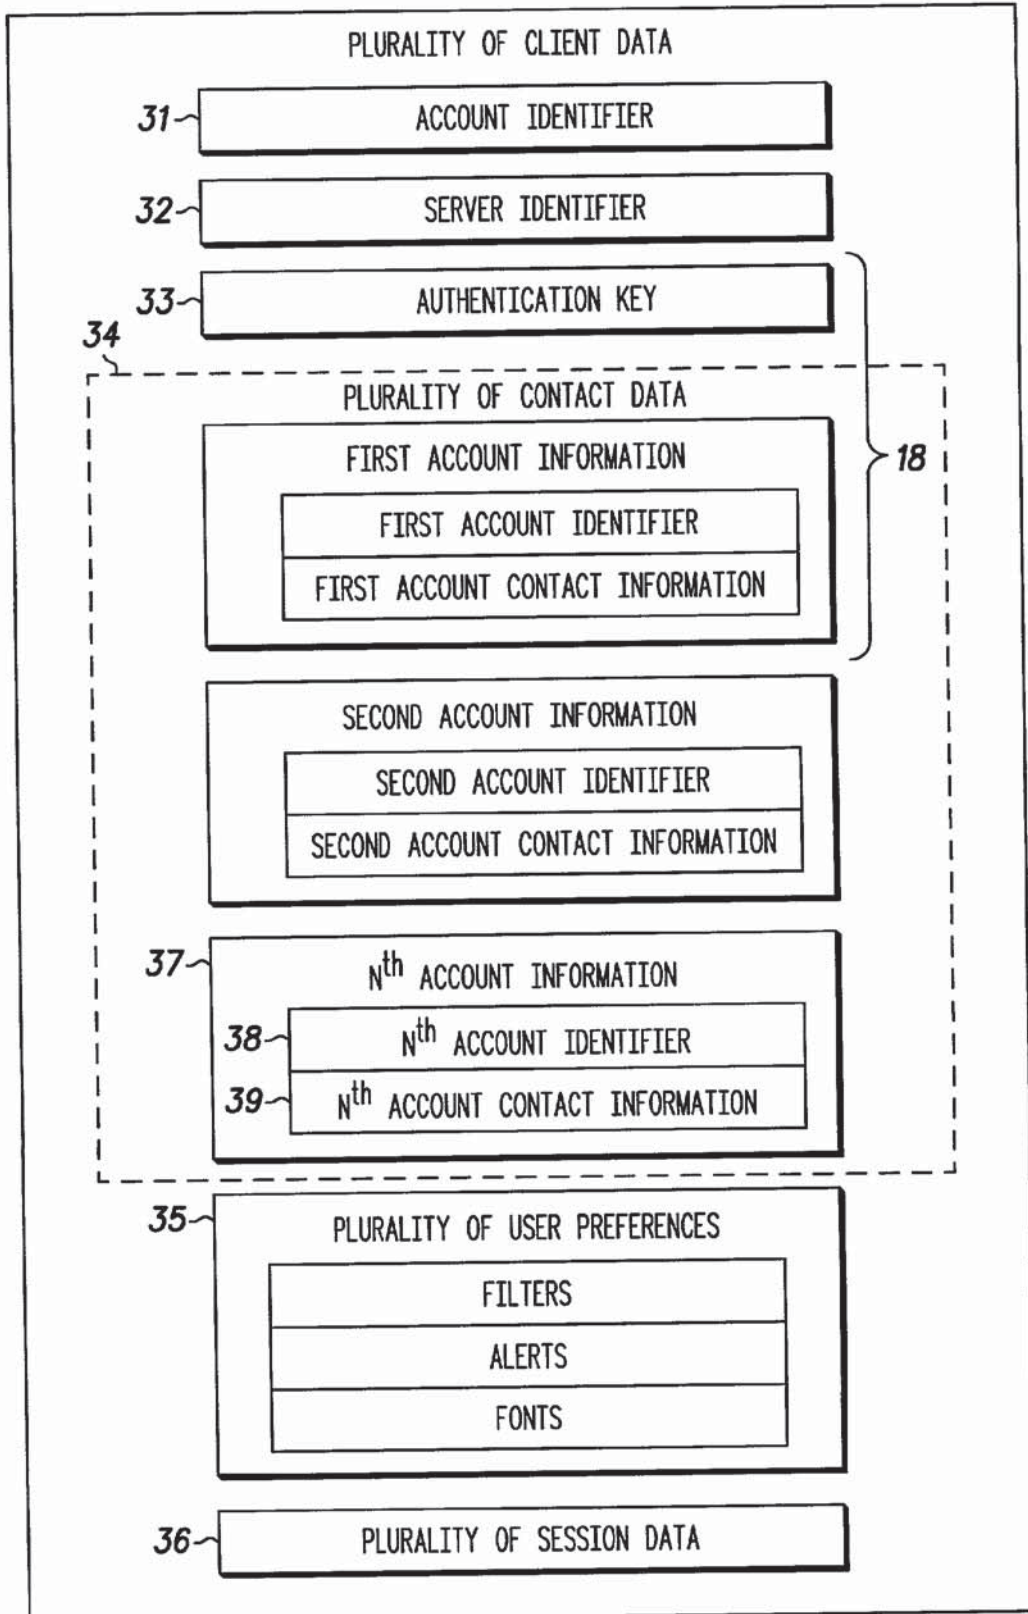 PLURALITY OF CLIENT DATA
31 ACCOUNT IDENTIFIER
32 SERVER IDENTIFIER
33 AUTHENTICATION KEY
34
PLURALITY OF CONTACT DATA
FIRST ACCOUNT INFORMATION
18
FIRST ACCOUNT IDENTIFIER
FIRST ACCOUNT CONTACT INFORMATION
SECOND ACCOUNT INFORMATION
SECOND ACCOUNT IDENTIFIER
SECOND ACCOUNT CONTACT INFORMATION
37 Nth ACCOUNT INFORMATION
38 Nth ACCOUNT IDENTIFIER
39 Nth ACCOUNT CONTACT INFORMATION
35 PLURALITY OF USER PREFERENCES
FILTERS
ALERTS
FONTS
36 PLURALITY OF SESSION DATA